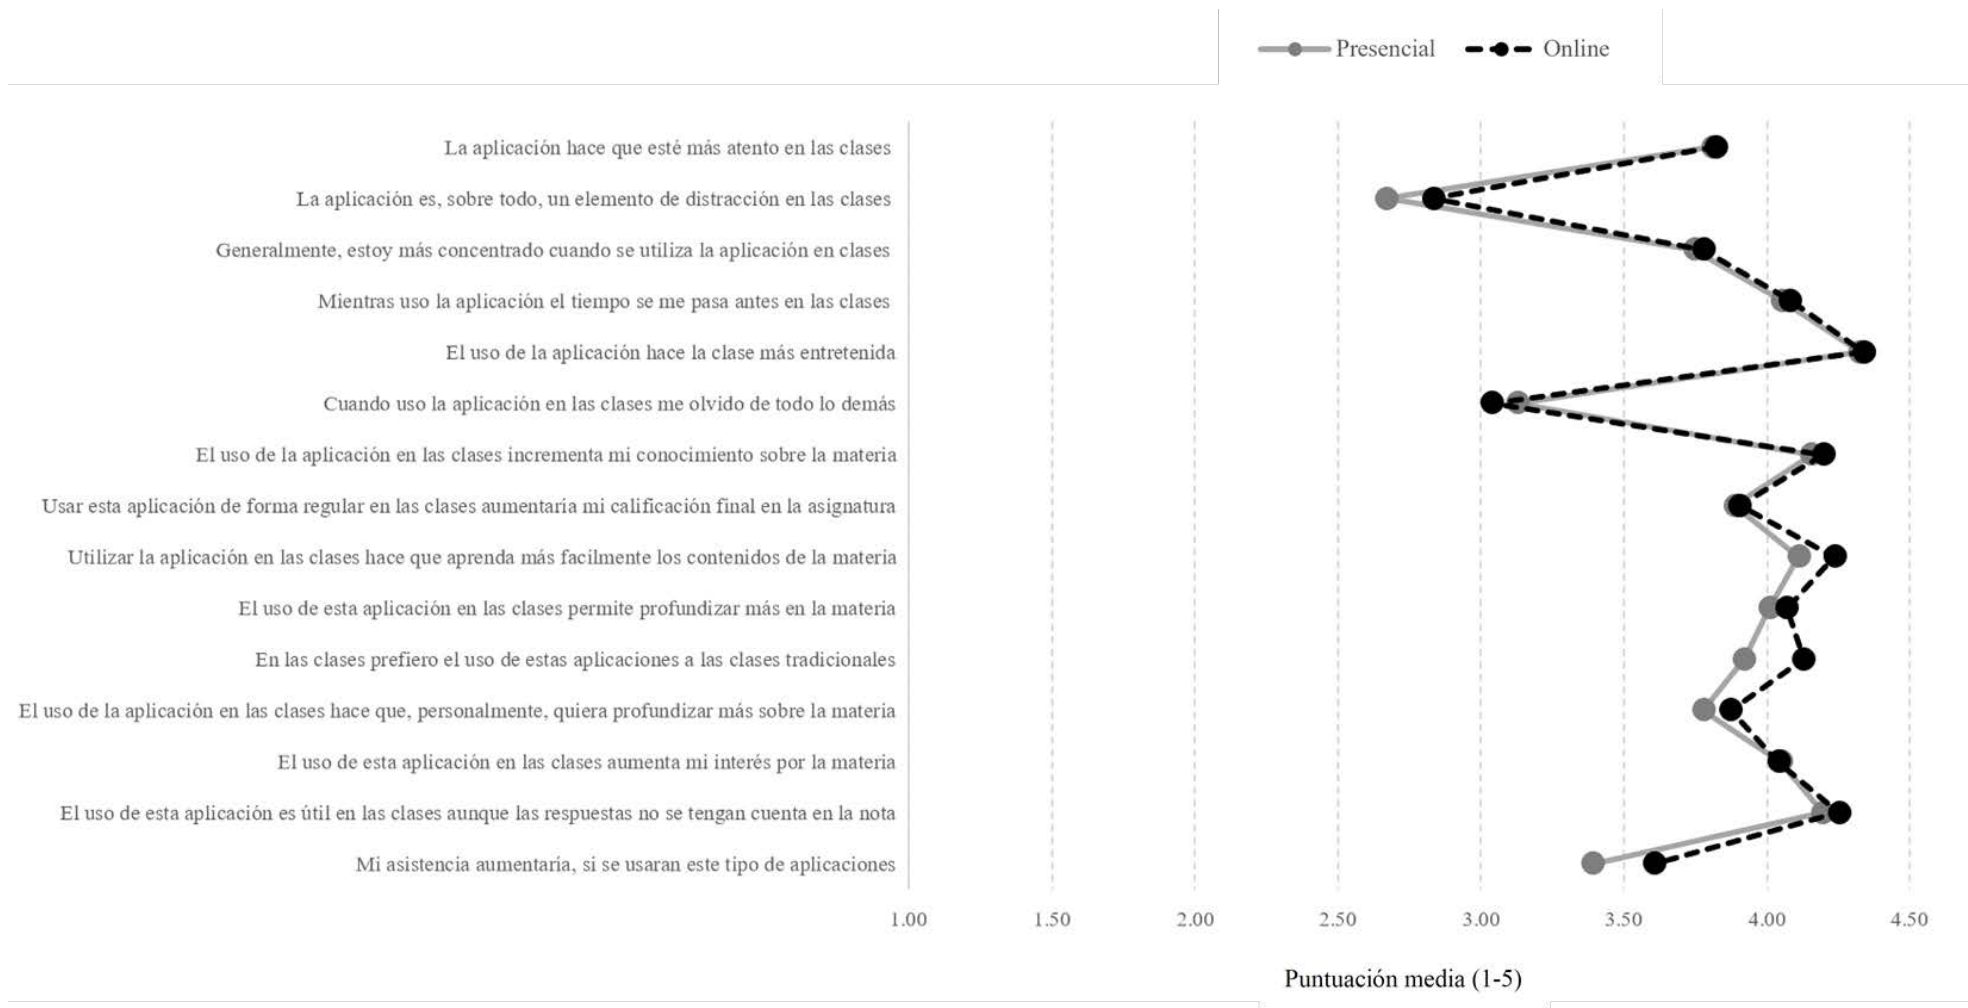 Presencial Online
La aplicación hace que esté más atento en las clases
La aplicación es, sobre todo, un elemento de distracción en las clases
Generalmente, estoy más concentrado cuando se utiliza la aplicación en clases
Mientras uso la aplicación el tiempo se me pasa antes en las clases
El uso de la aplicación hace la clase más entretenida
Cuando uso la aplicación en las clases me olvido de todo lo demás
El uso de la aplicación en las clases incrementa mi conocimiento sobre la materia
Usar esta aplicación de forma regular en las clases aumentaría mi calificación final en la asignatura
Utilizar la aplicación en las clases hace que aprenda más facilmente los contenidos de la materia
El uso de esta aplicación en las clases permite profundizar más en la materia
En las clases prefiero el uso de estas aplicaciones a las clases tradicionales
El uso de la aplicación en las clases hace que, personalmente, quiera profundizar más sobre la materia
El uso de esta aplicación en las clases aumenta mi interés por la materia
El uso de esta aplicación es útil en las clases aunque las respuestas no se tengan cuenta en la nota
Mi asistencia aumentaría, si se usaran este tipo de aplicaciones
1.00 1.50 2.00 2.50 3.00 3.50 4.00 4.50
Puntuación media (1-5)